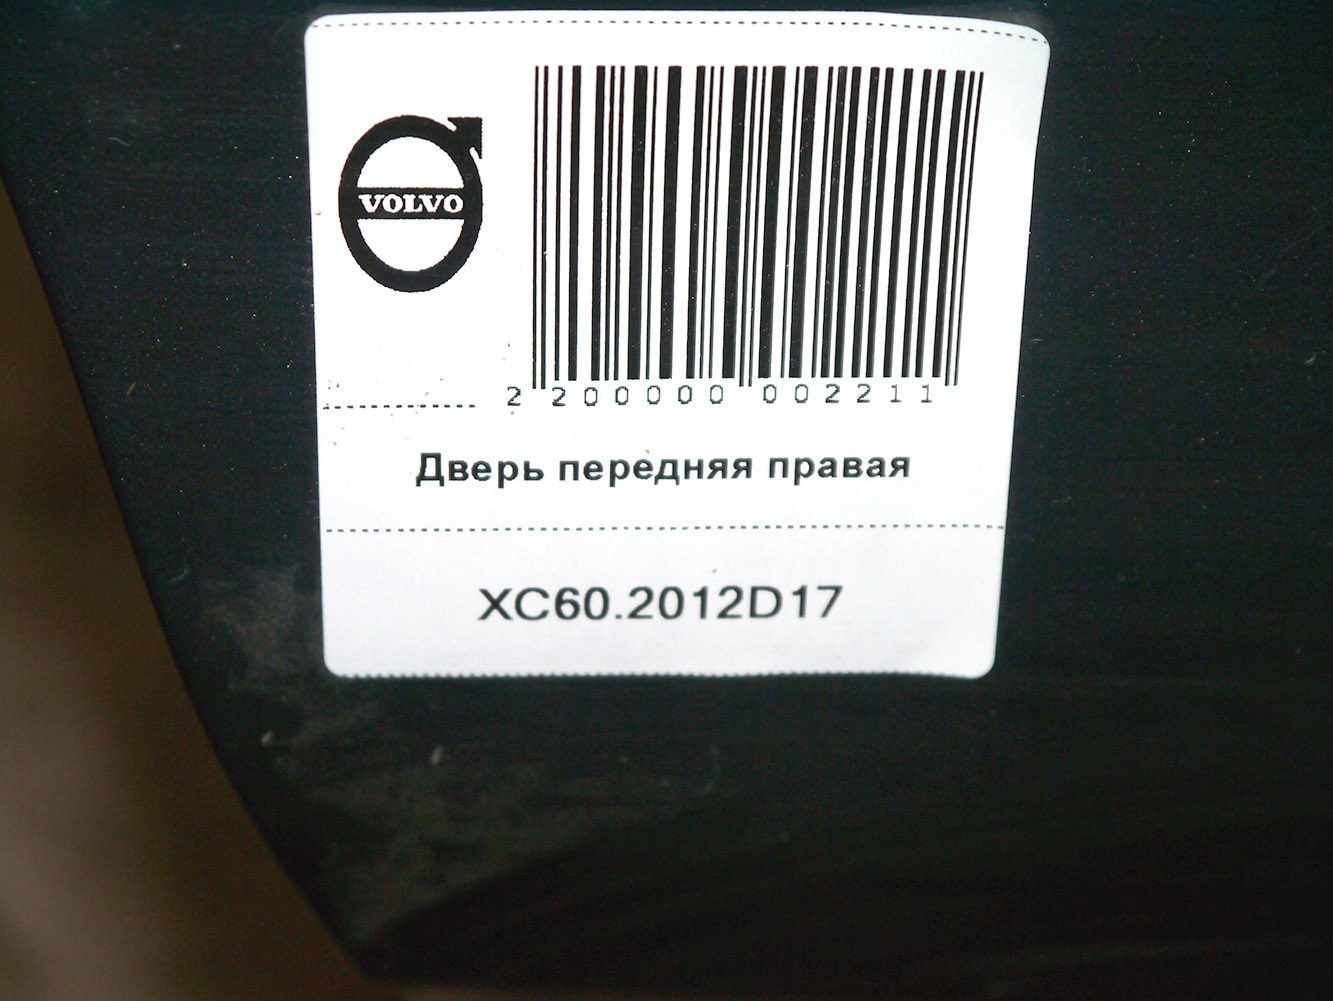 VOLVO
2 200000 002211
Дверь передняя правая
XC60.2012D17